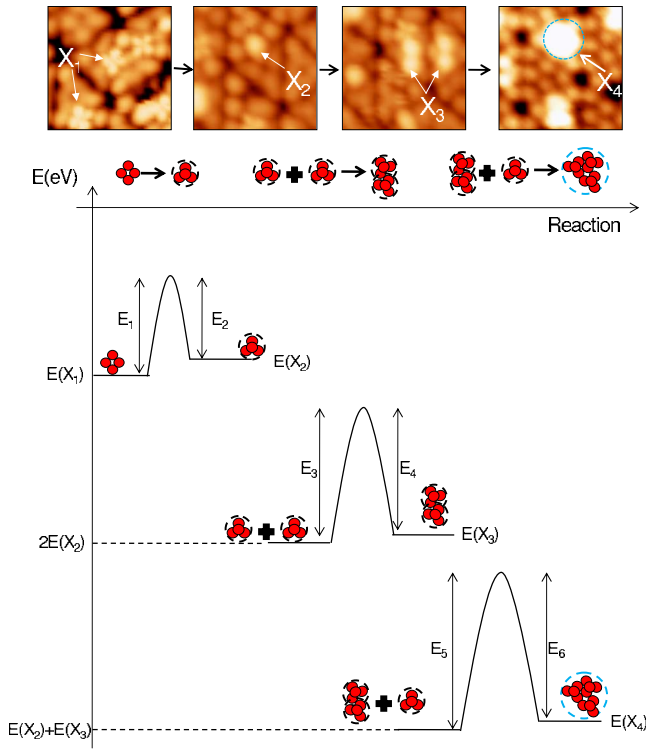 X₁
X₂
X₃
X₄
E(eV)
Reaction
E₁
E₂
E(X₁)
E(X₂)
E₃
E₄
2E(X₂)
E(X₃)
E₅
E₆
E(X₂)+E(X₃)
E(X₄)